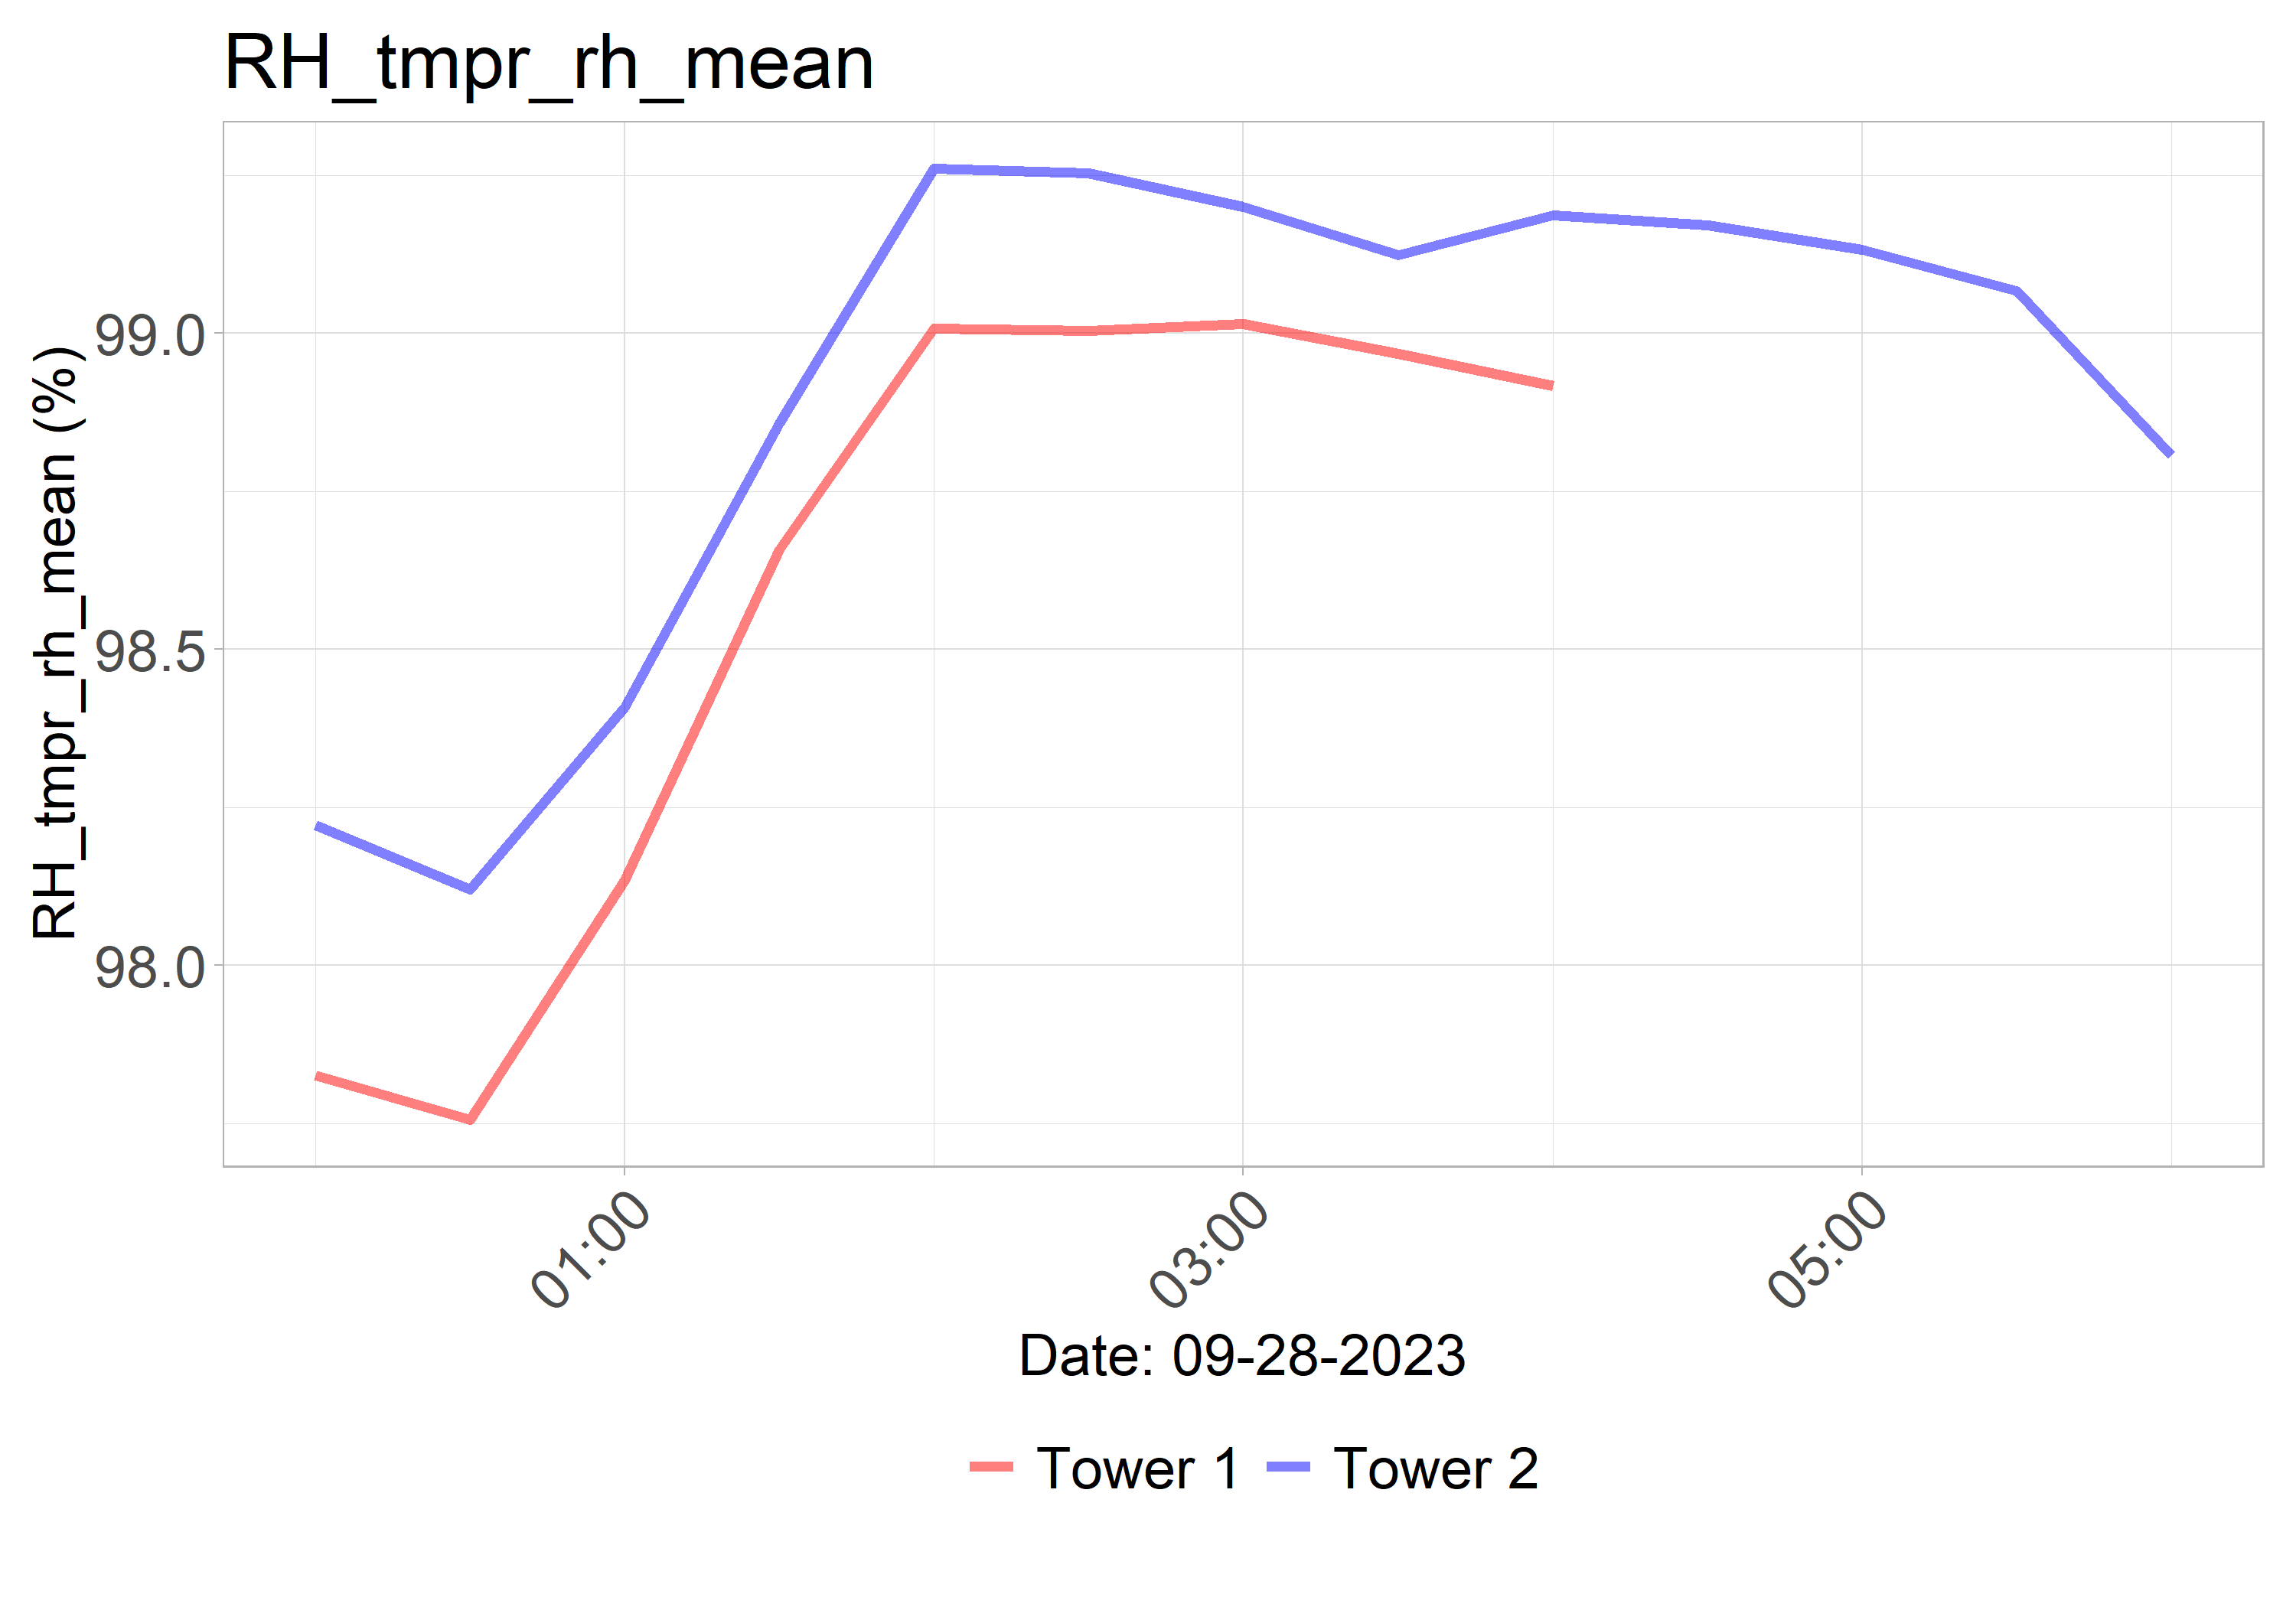 RH_tmpr_rh_mean
RH_tmpr_rh_mean (%)
99.0
98.5
98.0
01:00
03:00
05:00
Date: 09-28-2023
Tower 1
Tower 2